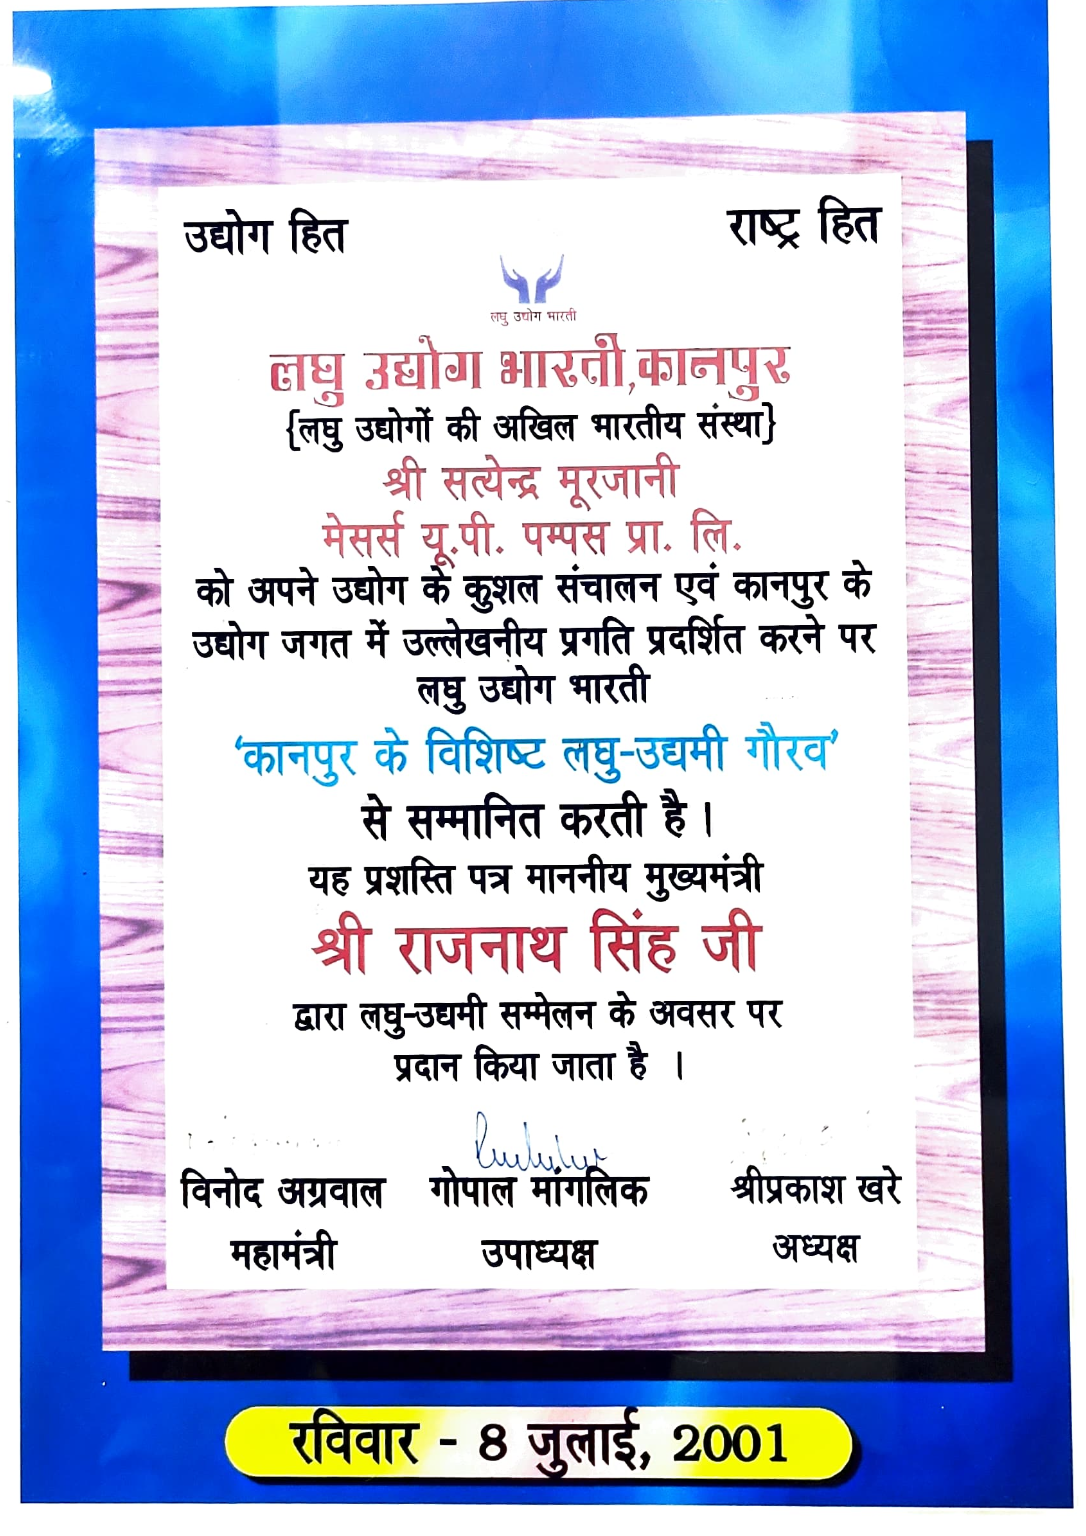 उद्योग हित
राष्ट्र हित
लघु उद्योग भारती
लघु उद्योग भारती,कानपुर
{लघु उद्योगों की अखिल भारतीय संस्था}
श्री सत्येन्द्र मूरजानी
मेसर्स यू.पी. पम्पस प्रा. लि.
को अपने उद्योग के कुशल संचालन एवं कानपुर के
उद्योग जगत में उल्लेखनीय प्रगति प्रदर्शित करने पर
लघु उद्योग भारती
‘कानपुर के विशिष्ट लघु-उद्यमी गौरव’
से सम्मानित करती है।
यह प्रशस्ति पत्र माननीय मुख्यमंत्री
श्री राजनाथ सिंह जी
द्वारा लघु-उद्यमी सम्मेलन के अवसर पर
प्रदान किया जाता है ।
विनोद अग्रवाल गोपाल मांगलिक श्रीप्रकाश खरे
महामंत्री उपाध्यक्ष अध्यक्ष
रविवार - 8 जुलाई, 2001